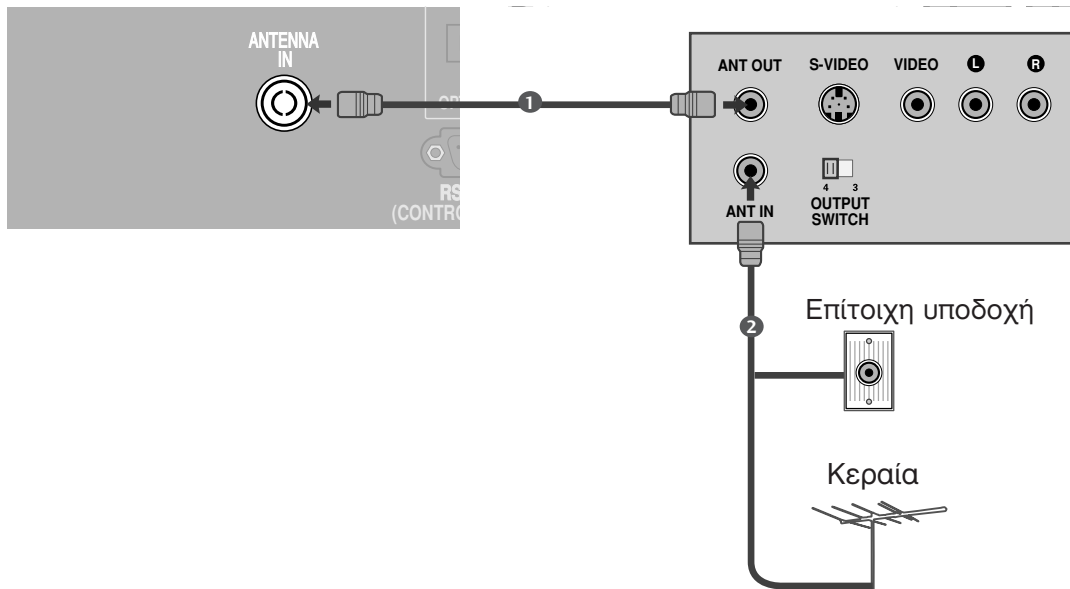 ANTENNA
IN
RS
(CONTRO
1
ANT OUT S-VIDEO VIDEO L R
ANT IN
4 3
OUTPUT
SWITCH
2
Επίτοιχη υποδοχή
Κεραία